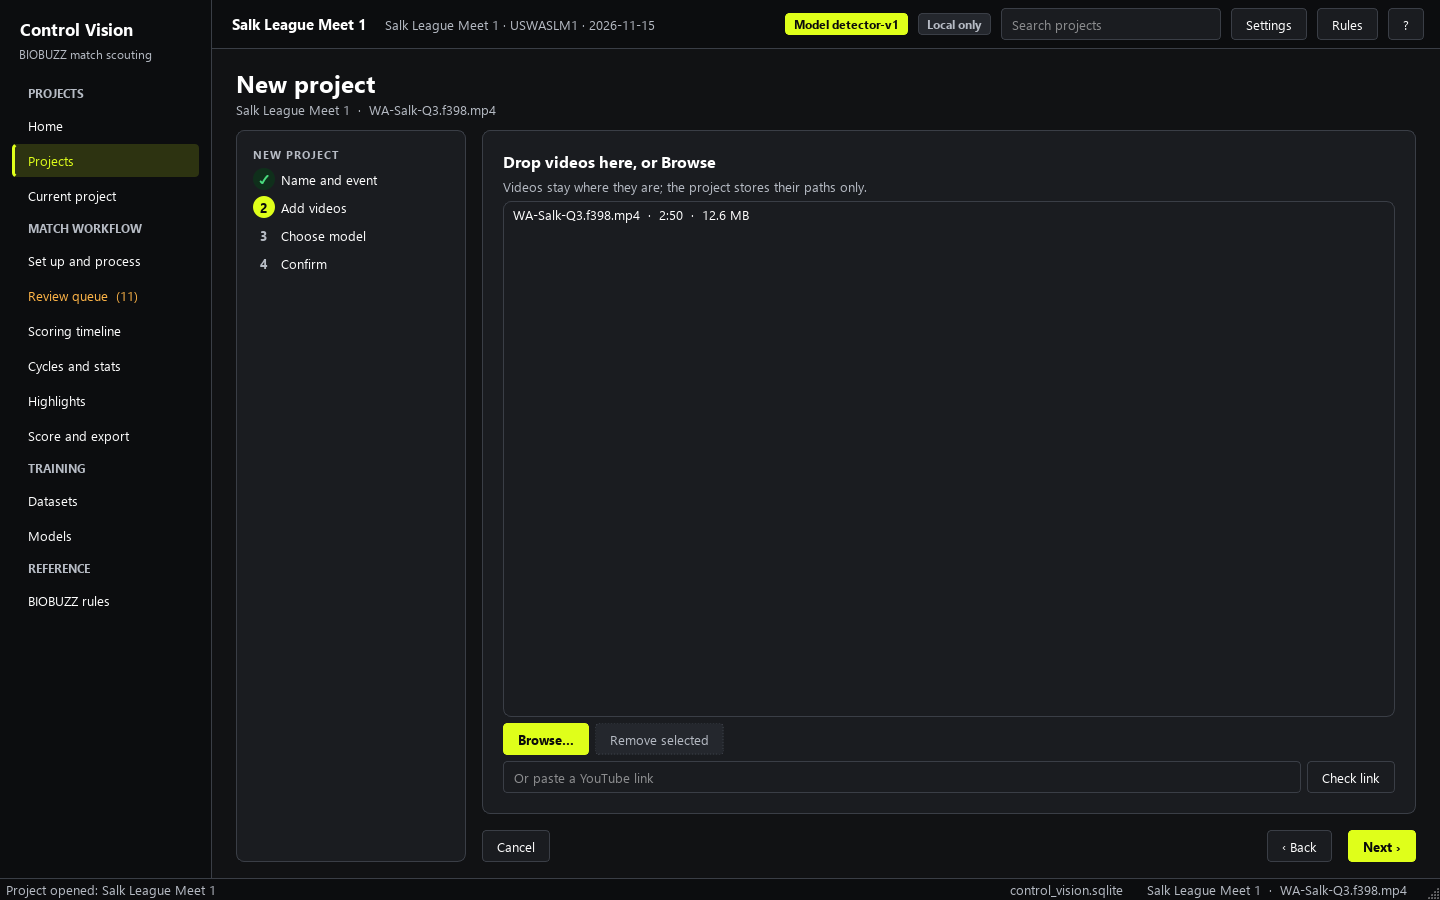 Control Vision
BIOBUZZ match scouting
PROJECTS
Home
Projects
Current project
MATCH WORKFLOW
Set up and process
Review queue (11)
Scoring timeline
Cycles and stats
Highlights
Score and export
TRAINING
Datasets
Models
REFERENCE
BIOBUZZ rules
Salk League Meet 1
Salk League Meet 1 · USWASLM1 · 2026-11-15
Model detector-v1
Local only
Search projects
Settings
Rules
?
New project
Salk League Meet 1 · WA-Salk-Q3.f398.mp4
NEW PROJECT
✓ Name and event
2 Add videos
3 Choose model
4 Confirm
Drop videos here, or Browse
Videos stay where they are; the project stores their paths only.
WA-Salk-Q3.f398.mp4 · 2:50 · 12.6 MB
Browse...
Remove selected
Or paste a YouTube link
Check link
Cancel
‹ Back
Next ›
Project opened: Salk League Meet 1
control_vision.sqlite
Salk League Meet 1 · WA-Salk-Q3.f398.mp4